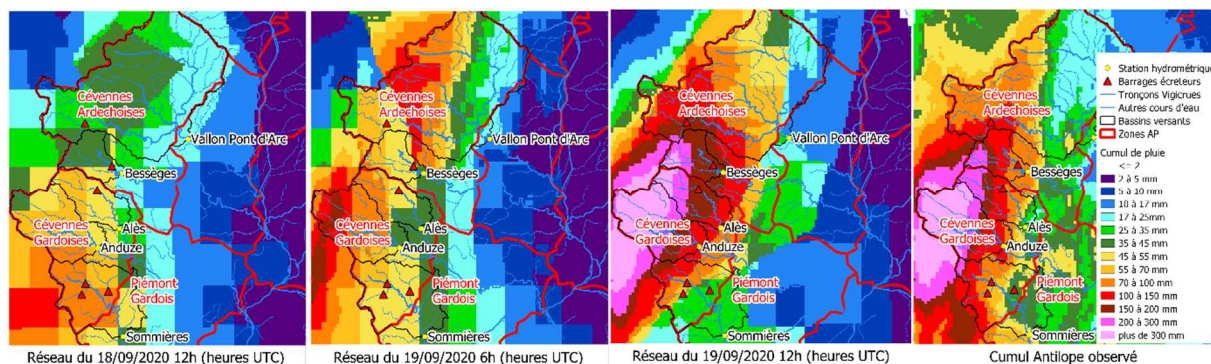 Cévennes
Ardechoises
Vallon Pont d'Arc
Bessèges
Cévennes
Gardoises
Alès
Anduze
Piémont
Gardois
Sommières
Réseau du 18/09/2020 12h (heures UTC)
Cévennes
Ardechoises
Vallon Pont d'Arc
Bessèges
Cévennes
Gardoises
Alès
Anduze
Piémont
Gardois
Sommières
Réseau du 19/09/2020 6h (heures UTC)
Cévennes
Ardechoises
Vallon Pont d'Arc
Bessèges
Cévennes
Gardoises
Alès
Anduze
Piémont
Gardois
Sommières
Réseau du 19/09/2020 12h (heures UTC)
Cévennes
Ardechoises
Bessèges
Cévennes
Gardoises
Alès
Anduze
Piémont
Gardois
Sommières
Cumul Antilope observé
Station hydrométrique
Barrages écreteurs
Tronçons Vigicrues
Autres cours d'eau
Bassins versants
Zones AP
Cumul de pluie
<= 2
2 à 5 mm
5 à 10 mm
10 à 17 mm
17 à 25mm
25 à 35 mm
35 à 45 mm
45 à 55 mm
55 à 70 mm
70 à 100 mm
100 à 150 mm
150 à 200 mm
200 à 300 mm
plus de 300 mm